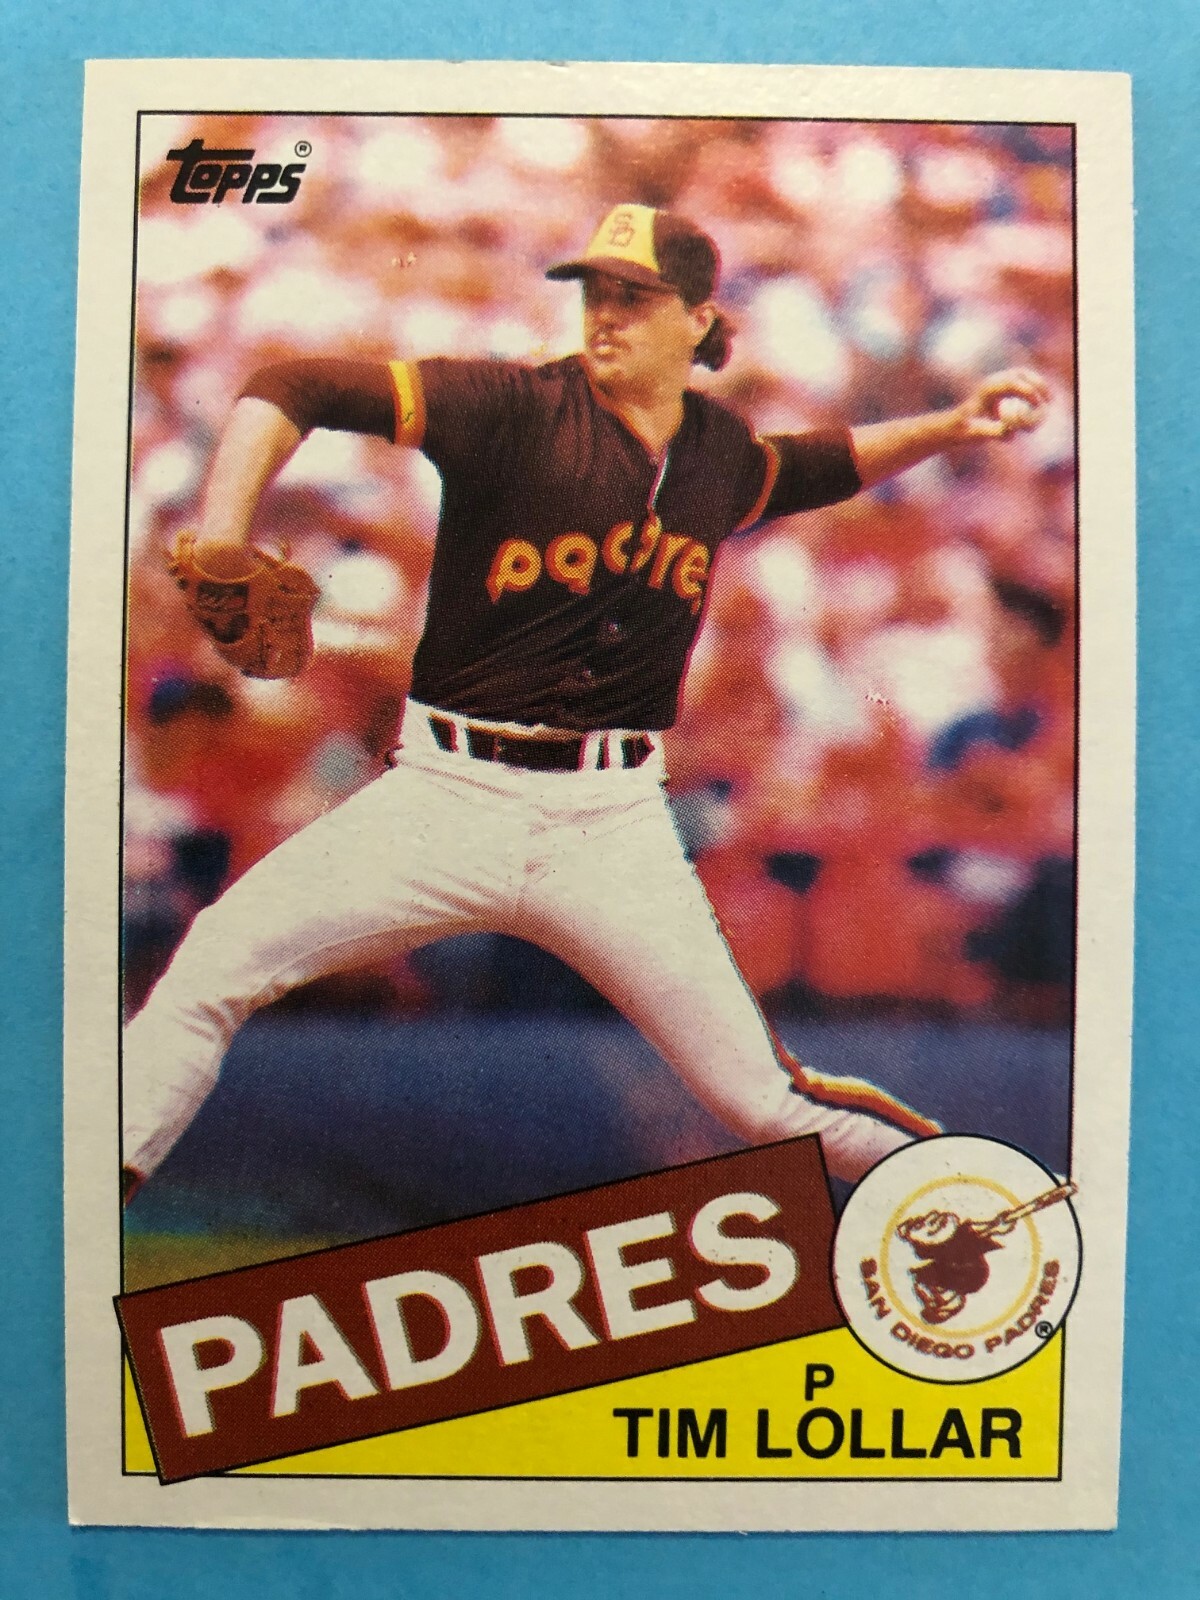 Topps®
SD
padres
PADRES
SAN DIEGO PADRES ®
P
TIM LOLLAR